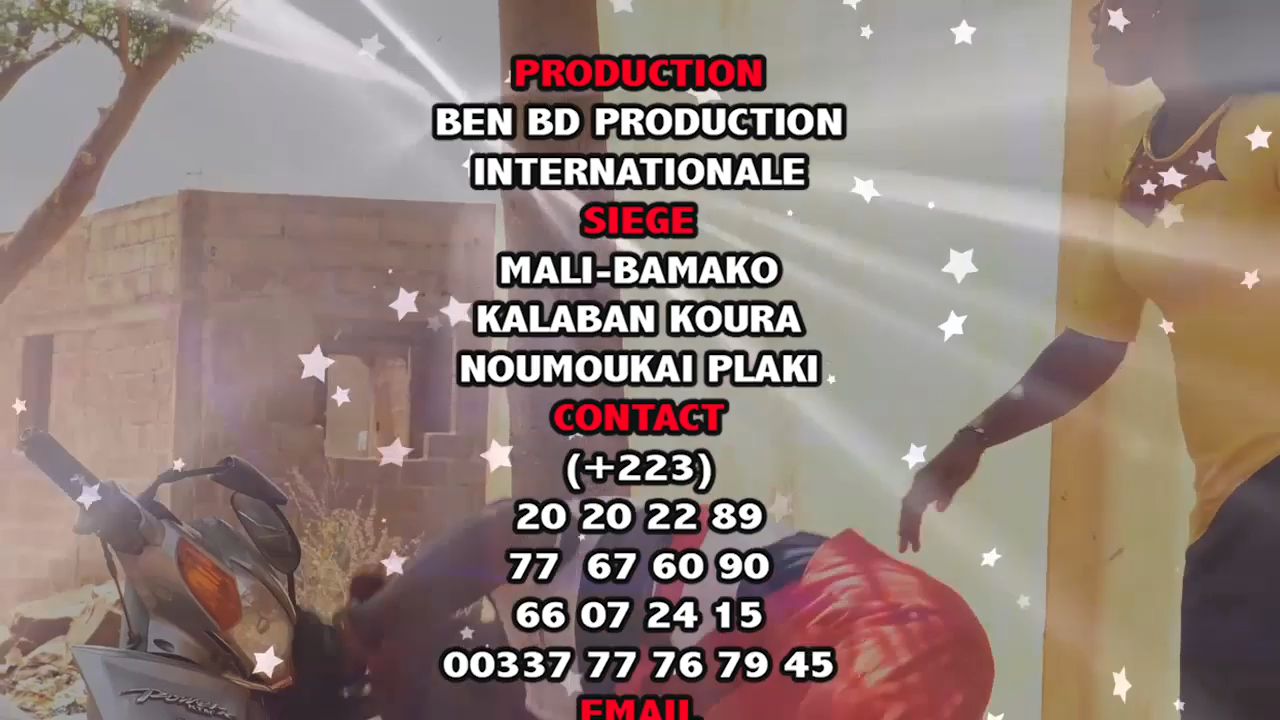 PRODUCTION
BEN BD PRODUCTION
INTERNATIONALE
SIEGE
MALI-BAMAKO
KALABAN KOURA
NOUMOUKAI PLAKI
CONTACT
(+223)
20 20 22 89
77 67 60 90
66 07 24 15
00337 77 76 79 45
EMAIL
Power